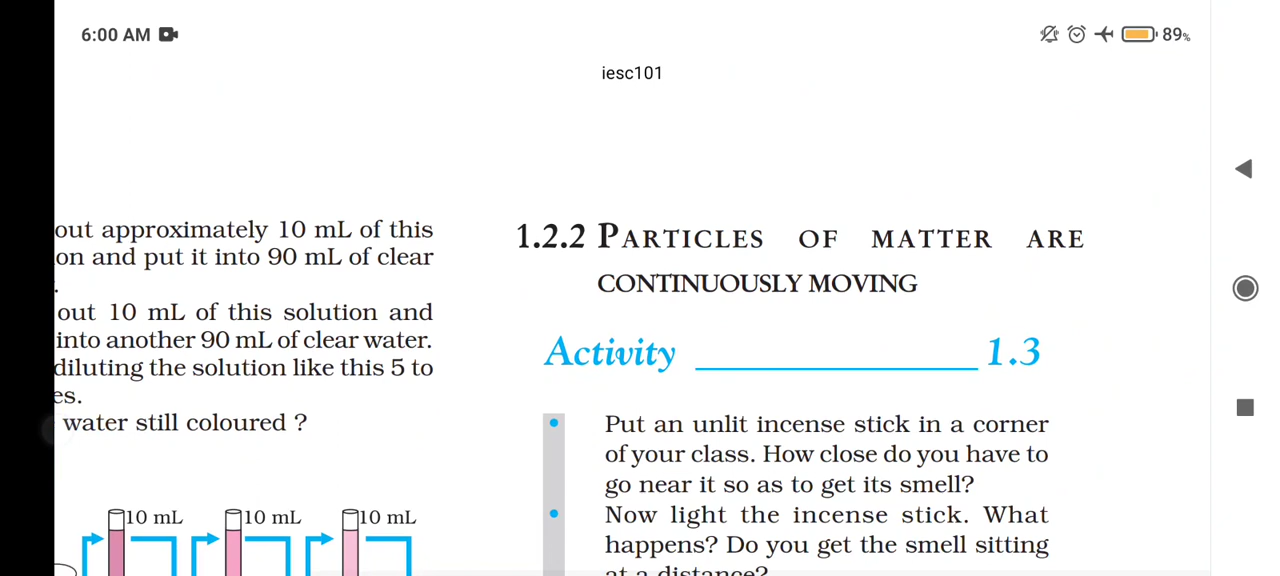 6:00 AM
89%
iesc101
out approximately 10 mL of this
on and put it into 90 mL of clear
.
out 10 mL of this solution and
into another 90 mL of clear water.
diluting the solution like this 5 to
es.
water still coloured ?
10 mL 10 mL 10 mL
1.2.2 PARTICLES OF MATTER ARE
CONTINUOUSLY MOVING
Activity 1.3
• Put an unlit incense stick in a corner
of your class. How close do you have to
go near it so as to get its smell?
• Now light the incense stick. What
happens? Do you get the smell sitting
at a distance?